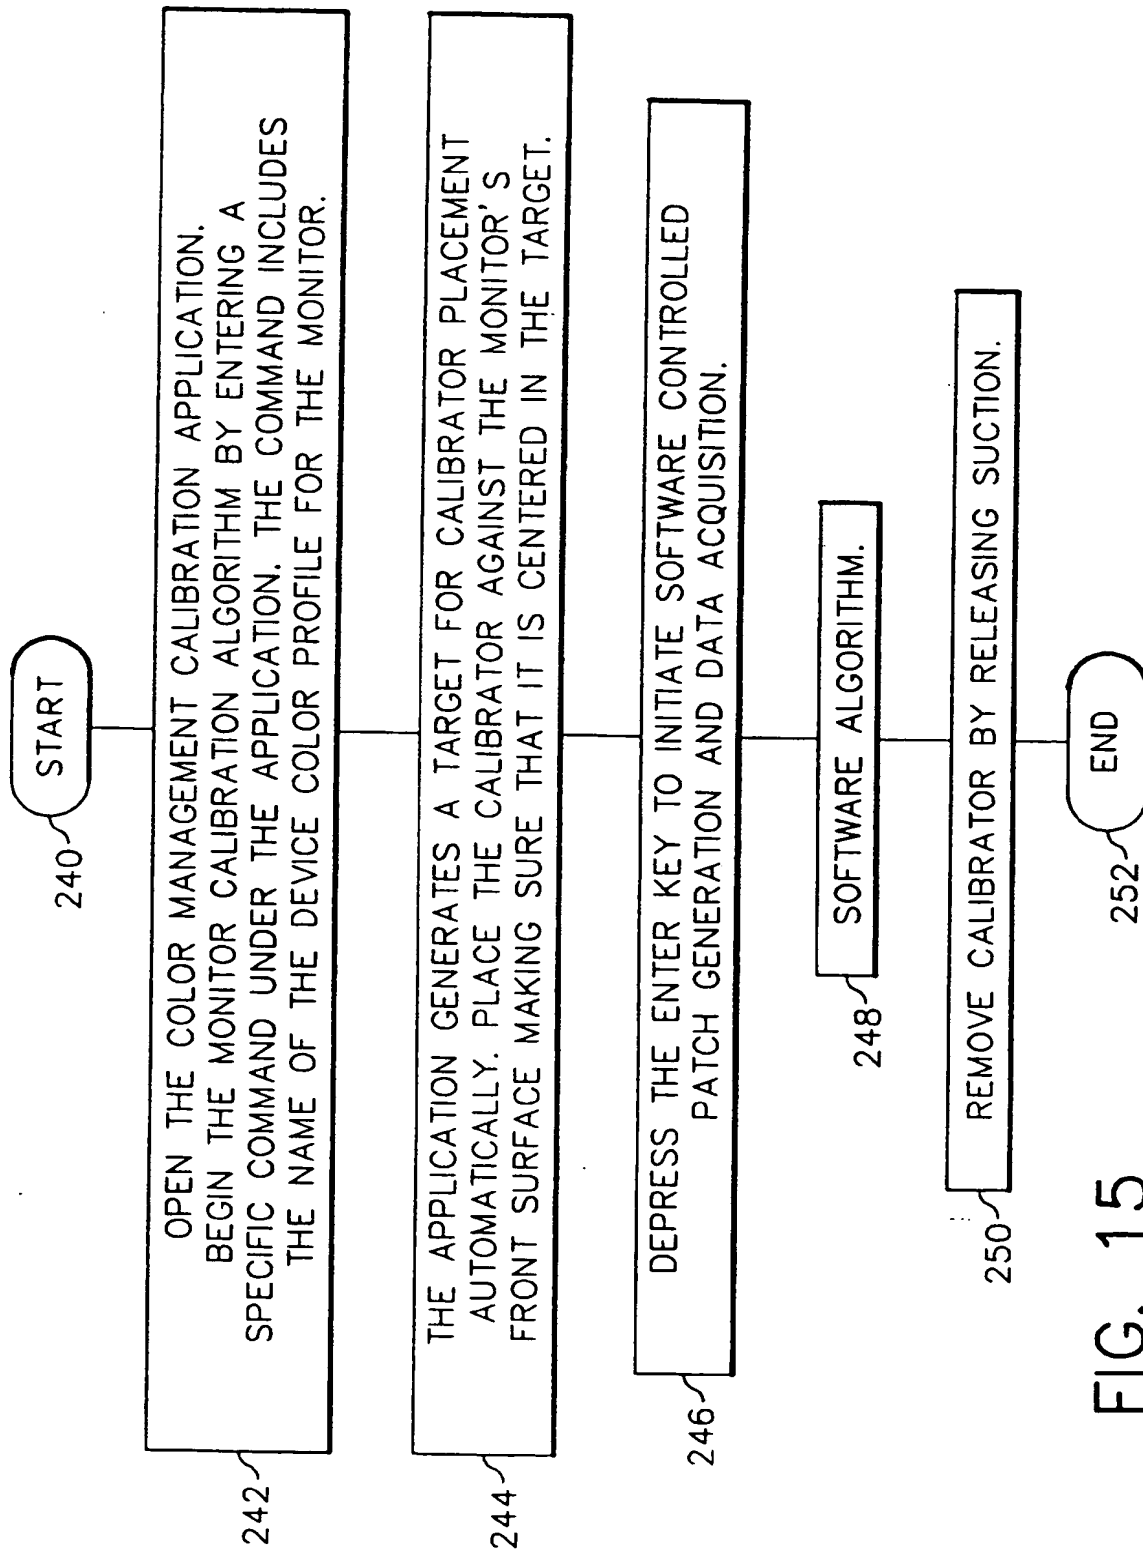 START
240
OPEN THE COLOR MANAGEMENT CALIBRATION APPLICATION.
BEGIN THE MONITOR CALIBRATION ALGORITHM BY ENTERING A
SPECIFIC COMMAND UNDER THE APPLICATION. THE COMMAND INCLUDES
THE NAME OF THE DEVICE COLOR PROFILE FOR THE MONITOR.
242
THE APPLICATION GENERATES A TARGET FOR CALIBRATOR PLACEMENT
AUTOMATICALLY. PLACE THE CALIBRATOR AGAINST THE MONITOR'S
FRONT SURFACE MAKING SURE THAT IT IS CENTERED IN THE TARGET.
244
DEPRESS THE ENTER KEY TO INITIATE SOFTWARE CONTROLLED
PATCH GENERATION AND DATA ACQUISITION.
246
SOFTWARE ALGORITHM.
248
REMOVE CALIBRATOR BY RELEASING SUCTION.
250
END
252
FIG. 15